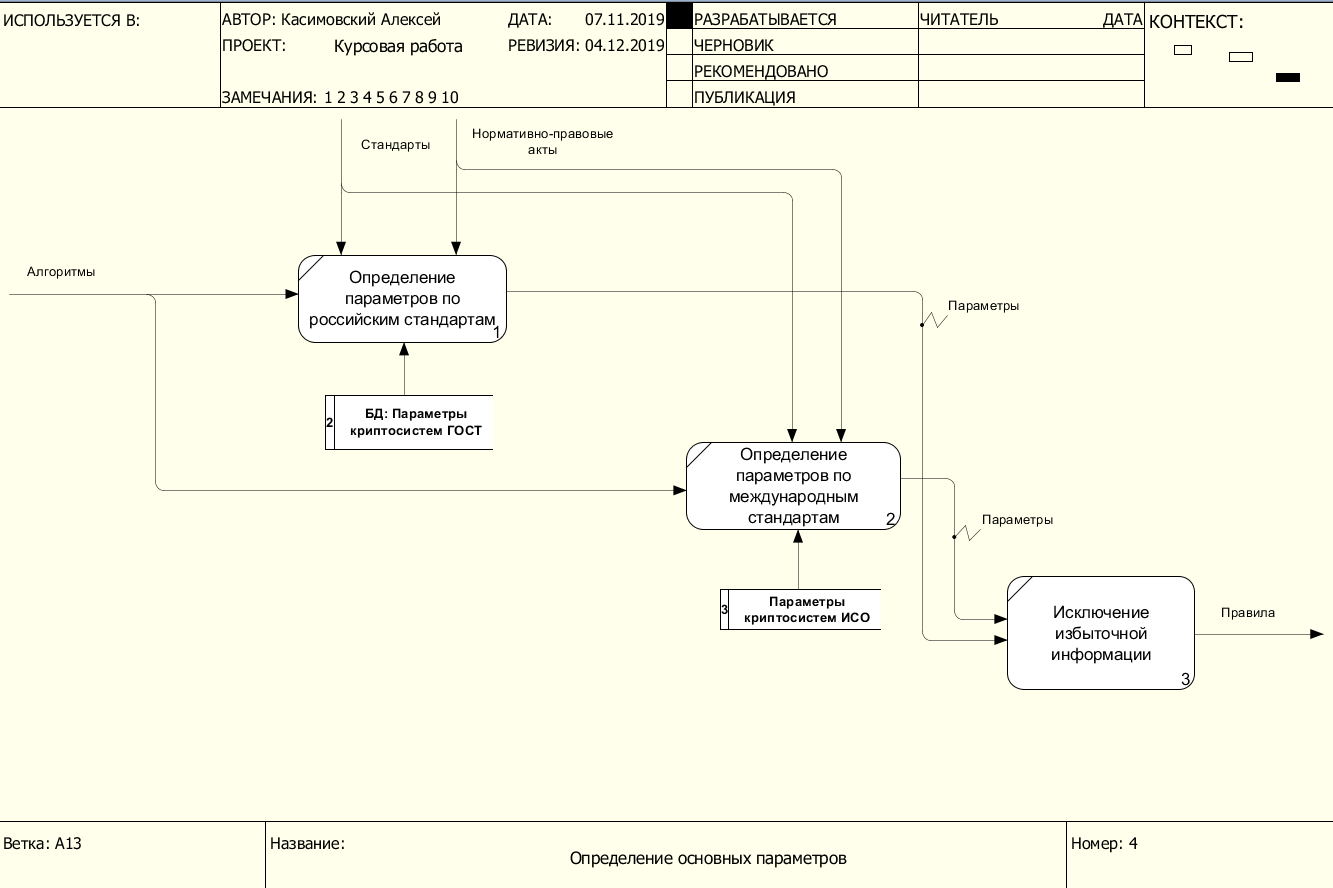 ИСПОЛЬЗУЕТСЯ В:
АВТОР: Касимовский Алексей
ДАТА: 07.11.2019
ПРОЕКТ: Курсовая работа
РЕВИЗИЯ: 04.12.2019
ЗАМЕЧАНИЯ: 1 2 3 4 5 6 7 8 9 10
РАЗРАБАТЫВАЕТСЯ
ЧЕРНОВИК
РЕКОМЕНДОВАНО
ПУБЛИКАЦИЯ
ЧИТАТЕЛЬ
ДАТА
КОНТЕКСТ:
Стандарты
Нормативно-правовые
акты
Алгоритмы
Определение
параметров по
российским стандартам
1
Параметры
2
БД: Параметры
криптосистем ГОСТ
Определение
параметров по
международным
стандартам
2
Параметры
3
Параметры
криптосистем ИСО
Исключение
избыточной
информации
3
Правила
Ветка: A13
Название:
Определение основных параметров
Номер: 4